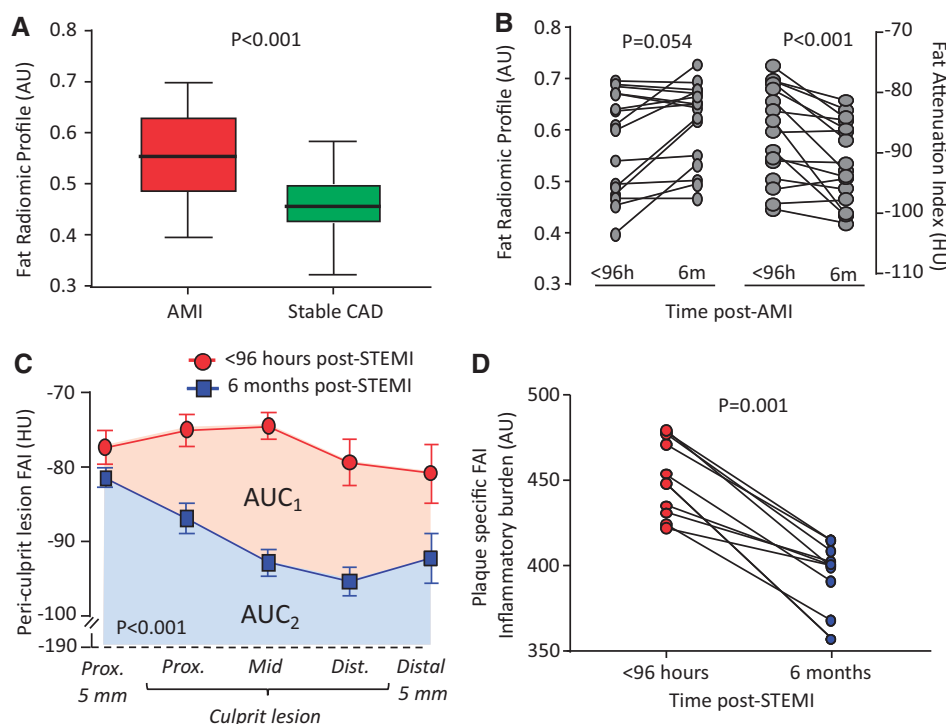 A
P<0.001
Fat Radiomic Profile (AU)
0.8
0.7
0.6
0.5
0.4
0.3
AMI
Stable CAD
B
P=0.054
P<0.001
Fat Radiomic Profile (AU)
0.8
0.7
0.6
0.5
0.4
0.3
-70
-80
-90
-100
-110
Fat Attenuation Index (HU)
<96h
6m
<96h
6m
Time post-AMI
C
<96 hours post-STEMI
6 months post-STEMI
Peri-culprit lesion FAI (HU)
-70
-80
-90
-100
-190
AUC1
AUC2
P<0.001
Prox.
5 mm
Prox.
Mid
Dist.
Distal
5 mm
Culprit lesion
D
P=0.001
Plaque specific FAI
Inflammatory burden (AU)
500
450
400
350
<96 hours
6 months
Time post-STEMI